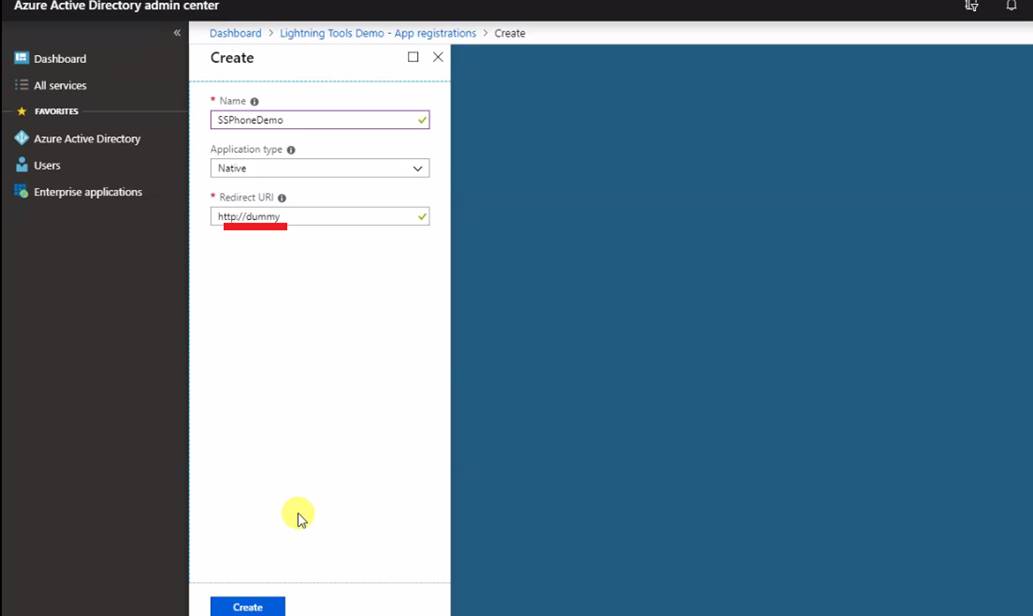 Azure Active Directory admin center
«
Dashboard > Lightning Tools Demo - App registrations > Create
Dashboard
All services
FAVORITES
Azure Active Directory
Users
Enterprise applications
Create
* Name
SSPhoneDemo
Application type
Native
* Redirect URI
http://dummy
Create